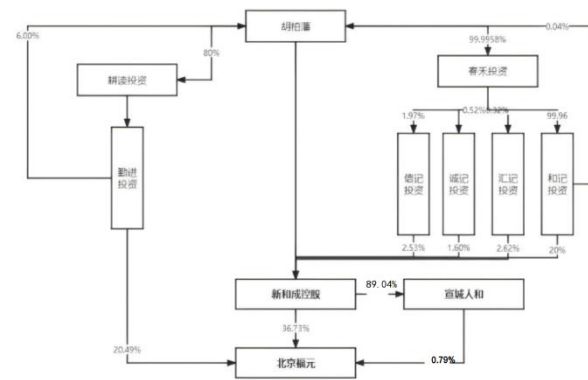 胡柏藩
6.00%
80%
99.9958%
0.04%
耕读投资
春禾投资
1.97%
0.52%
0.32%
99.96
勤进
投资
信记
投资
诚记
投资
汇记
投资
和记
投资
2.53%
1.60%
2.62%
20%
新和成控股
89.04%
宣城人和
36.73%
20.49%
北京福元
0.79%